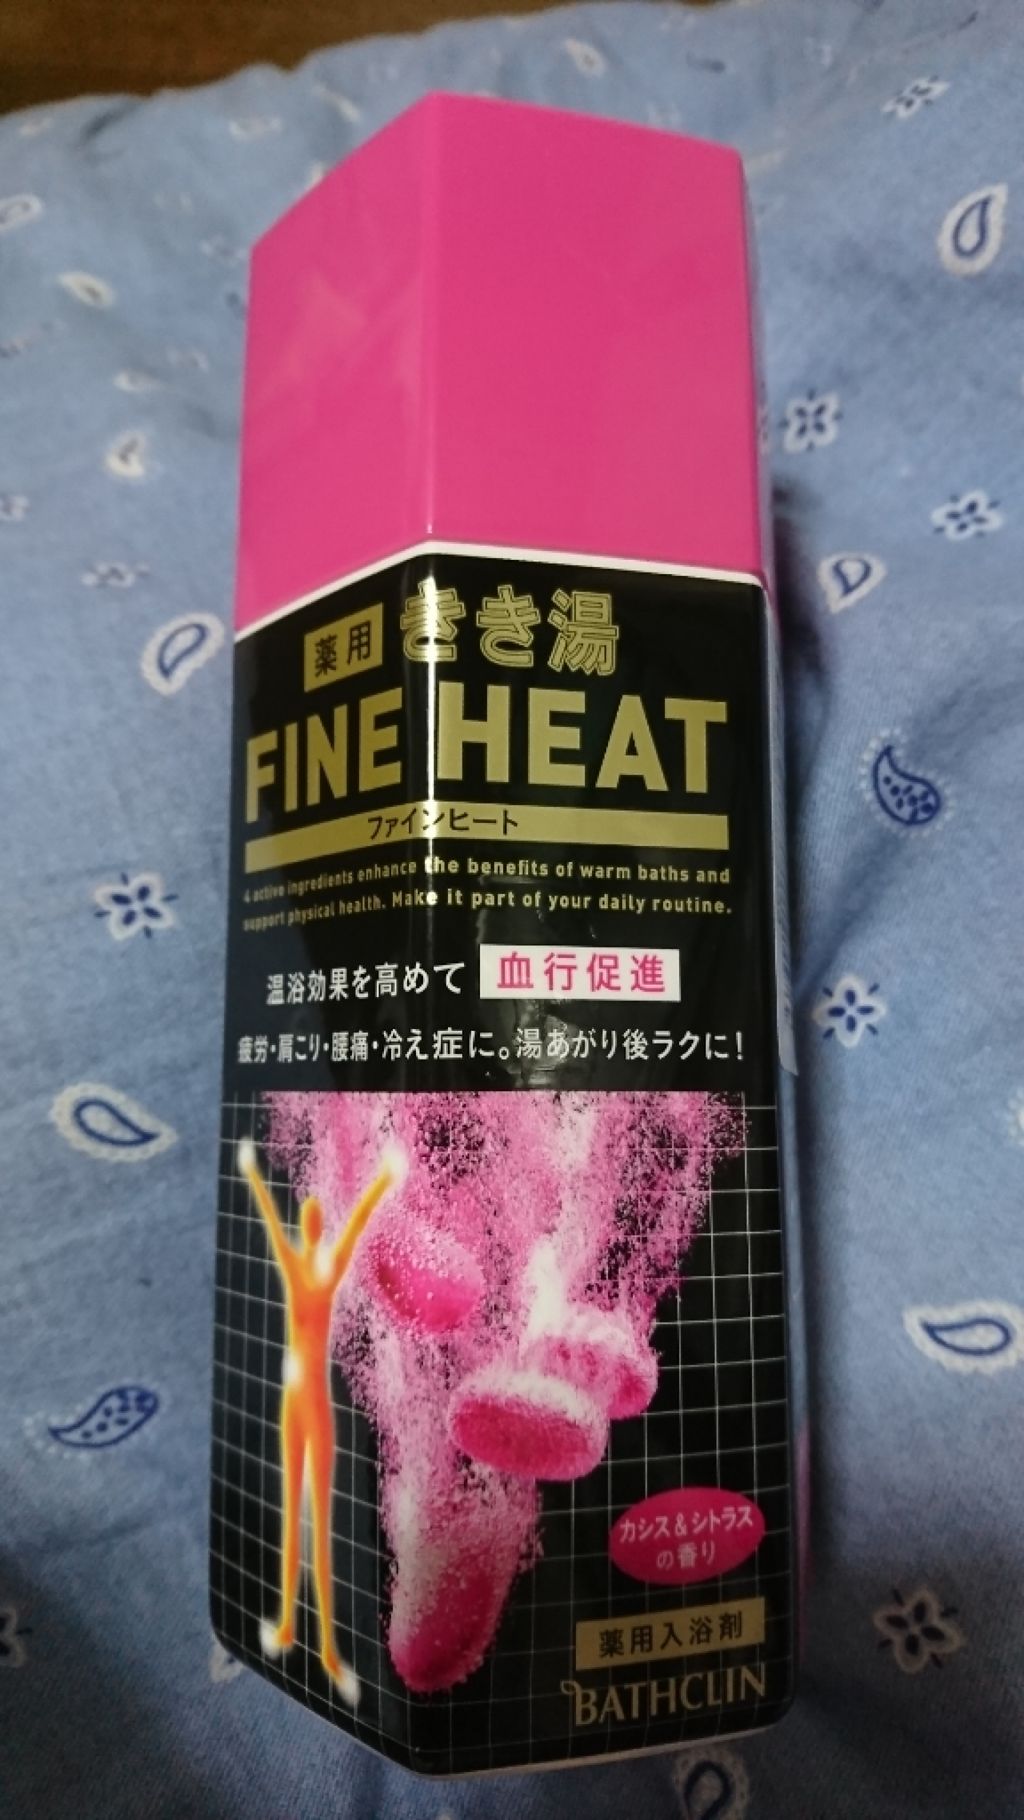 薬用 きき湯
FINE HEAT
ファインヒート
4 active ingredients enhance the benefits of warm baths and
support physical health. Make it part of your daily routine.
温浴効果を高めて 血行促進
疲労・肩こり・腰痛・冷え症に。湯あがり後ラクに!
カシス&シトラス
の香り
薬用入浴剤
BATHCLIN